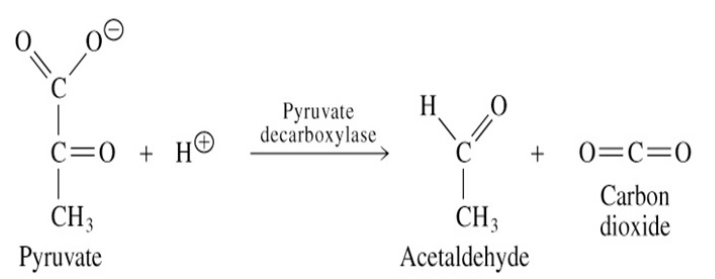 O O⊖
C
C=O + H⊕
CH₃
Pyruvate
Pyruvate
decarboxylase
H O
C
CH₃
Acetaldehyde
+
O=C=O
Carbon
dioxide